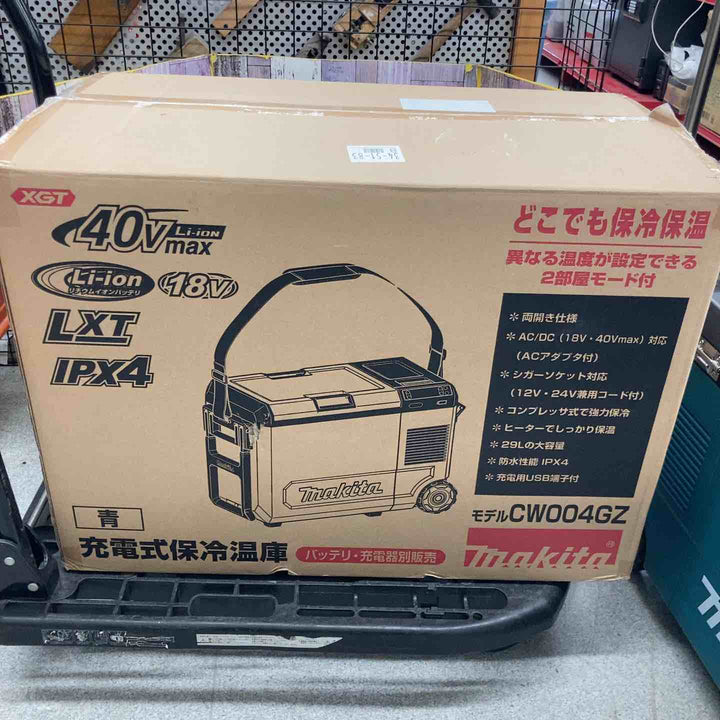 34-51-83
XGT
40Vmax Li-ion
Li-ion
リチウムイオンバッテリ
18V
LXT
IPX4
どこでも保冷保温
異なる温度が設定できる
2部屋モード付
＊両開き仕様
＊AC/DC（18V・40Vmax）対応
（ACアダプタ付）
＊シガーソケット対応
（12V・24V兼用コード付）
＊コンプレッサ式で強力保冷
＊ヒーターでしっかり保温
＊29Lの大容量
＊防水性能 IPX4
＊充電用USB端子付
makita
モデルCW004GZ
青
充電式保冷温庫
バッテリ・充電器別販売
makita